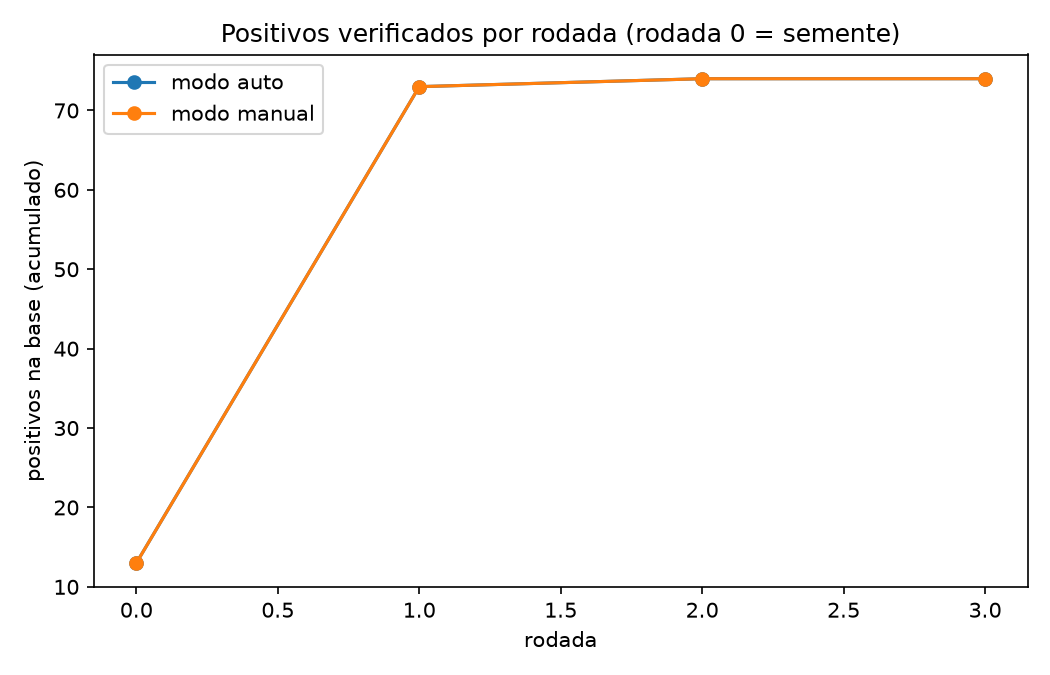 Positivos verificados por rodada (rodada 0 = semente)
modo auto
modo manual
positivos na base (acumulado)
70
60
50
40
30
20
10
0.0 0.5 1.0 1.5 2.0 2.5 3.0
rodada